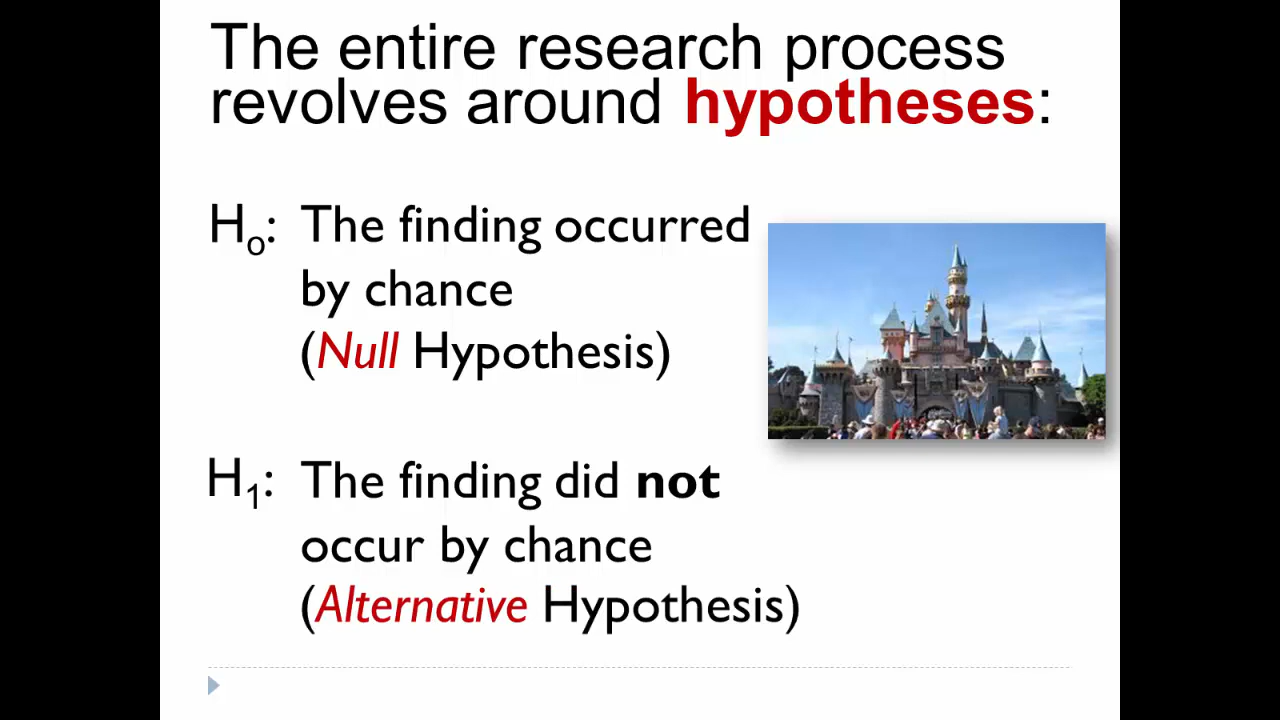 The entire research process
revolves around hypotheses:
Ho: The finding occurred
by chance
(Null Hypothesis)
H1: The finding did not
occur by chance
(Alternative Hypothesis)